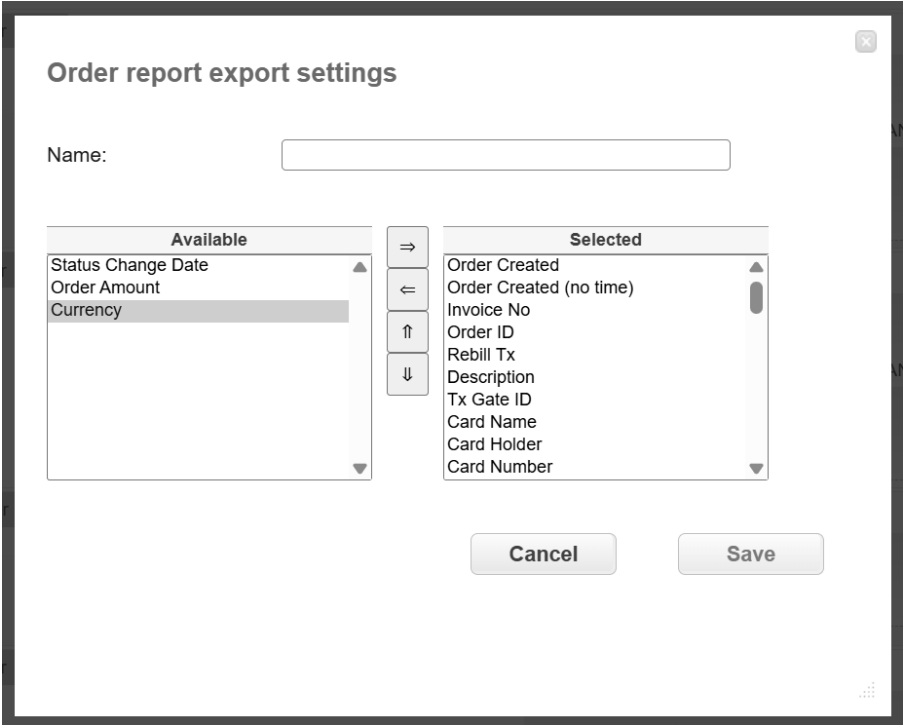 Order report export settings
Name:
Available
Status Change Date
Order Amount
Currency
⇒
⇐
⇑
⇓
Selected
Order Created
Order Created (no time)
Invoice No
Order ID
Rebill Tx
Description
Tx Gate ID
Card Name
Card Holder
Card Number
Cancel
Save